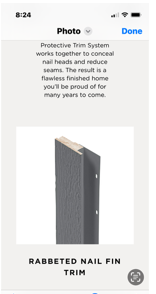 8:24
Photo
Done
Protective Trim System
works together to conceal
nail heads and reduce
seams. The result is a
flawless finished home
you'll be proud of for
many years to come.
RABBETED NAIL FIN
TRIM